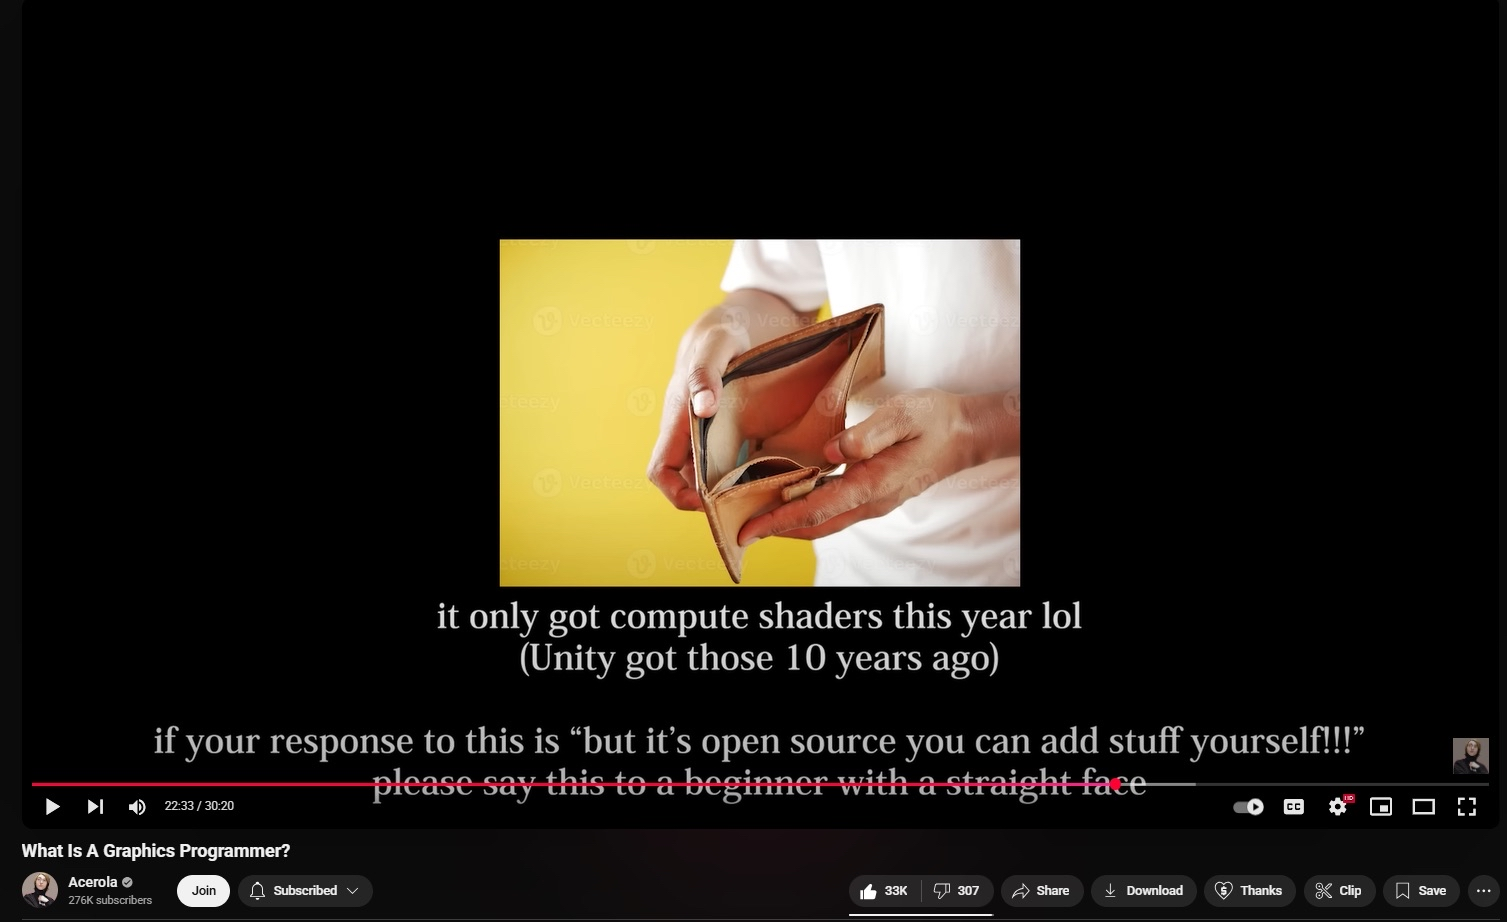 Vecteezy
it only got compute shaders this year lol
(Unity got those 10 years ago)
if your response to this is “but it’s open source you can add stuff yourself!!!”
please say this to a beginner with a straight face
22:33 / 30:20
CC
HD
What Is A Graphics Programmer?
Acerola
276K subscribers
Join
Subscribed
33K
307
Share
Download
Thanks
Clip
Save